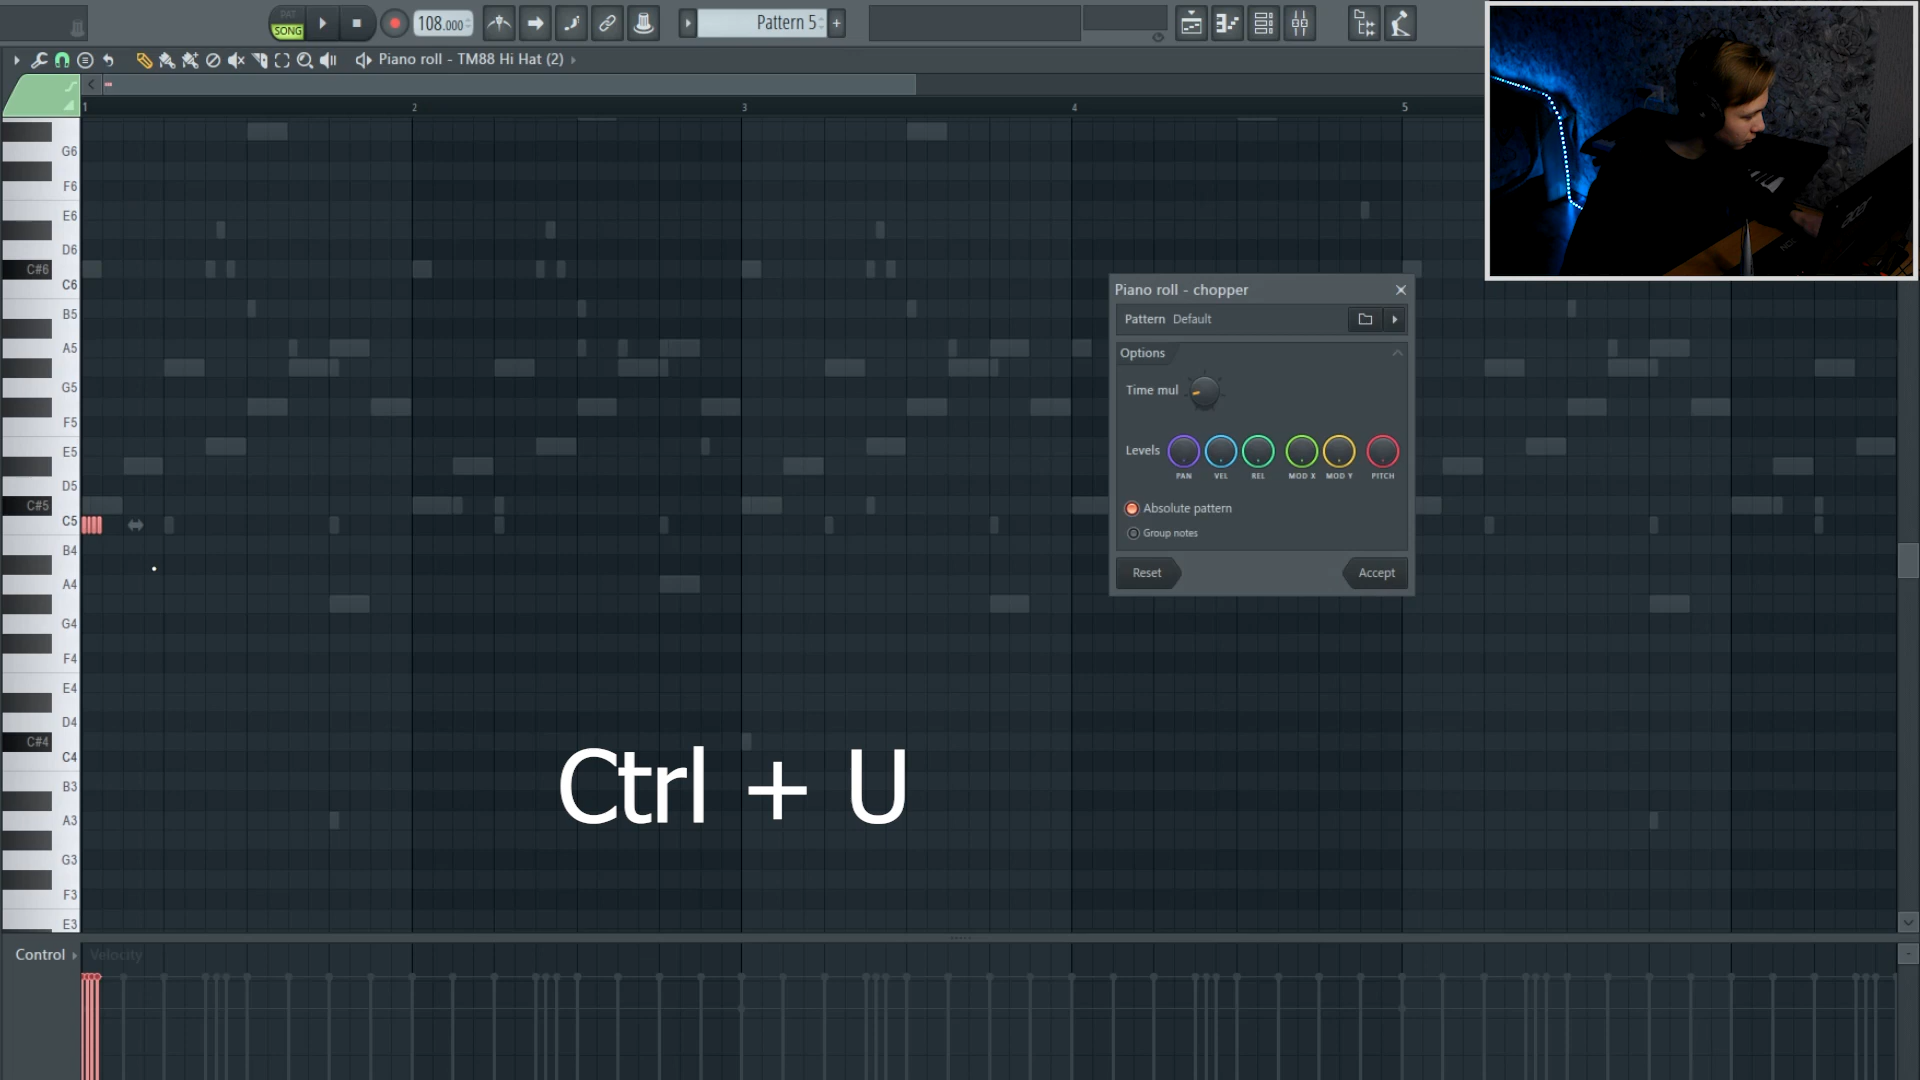 PAT
SONG
108.000
Pattern 5
Piano roll - TM88 Hi Hat (2)
1 2 3 4 5
G6
F6
E6
D6
C#6
C6
B5
A5
G5
F5
E5
D5
C#5
C5
B4
A4
G4
F4
E4
D4
C#4
C4
B3
A3
G3
F3
E3
Piano roll - chopper
Pattern Default
Options
Time mul
Levels
PAN VEL REL MOD X MOD Y PITCH
Absolute pattern
Group notes
Reset Accept
Ctrl + U
Control Velocity
acer